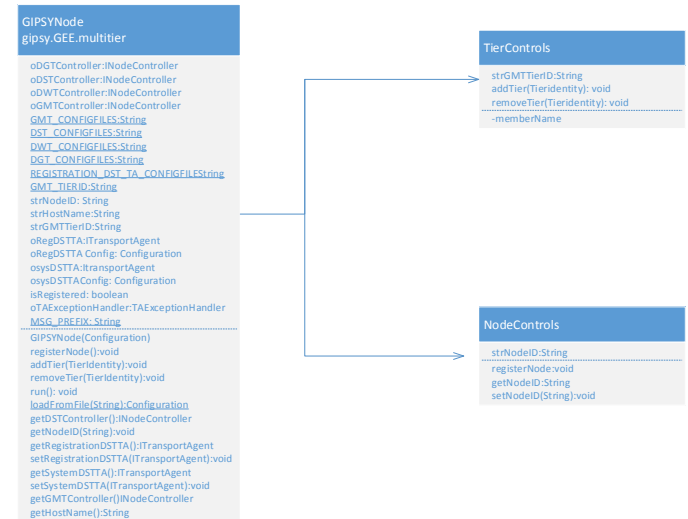 GIPSYNode
gipsy.GEE.multitier
oDGTController:INodeController
oDSTController:INodeController
oDWTController:INodeController
oGMTController:INodeController
GMT_CONFIGFILES:String
DST_CONFIGFILES:String
DWT_CONFIGFILES:String
DGT_CONFIGFILES:String
REGISTRATION_DST_TA_CONFIGFILEString
GMT_TIERID:String
strNodeID: String
strHostName:String
strGMTTierID:String
oRegDSTTA:ITransportAgent
oRegDSTTA Config: Configuration
osysDSTTA:ItransportAgent
osysDSTTAConfig: Configuration
isRegistered: boolean
oTAExceptionHandler:TAExceptionHandler
MSG_PREFIX: String
GIPSYNode(Configuration)
registerNode():void
addTier(TierIdentity):void
removeTier(TierIdentity):void
run(): void
loadFromFile(String):Configuration
getDSTController():INodeController
getNodeID(String):void
getRegistrationDSTTA():ITransportAgent
setRegistrationDSTTA(ITransportAgent):void
getSystemDSTTA():ITransportAgent
setSystemDSTTA(ITransportAgent):void
getGMTController()INodeController
getHostName():String
TierControls
strGMTTierID:String
addTier(Tieridentity): void
removeTier(Tieridentity): void
-memberName
NodeControls
strNodeID:String
registerNode:void
getNodeID:String
setNodeID(String):void